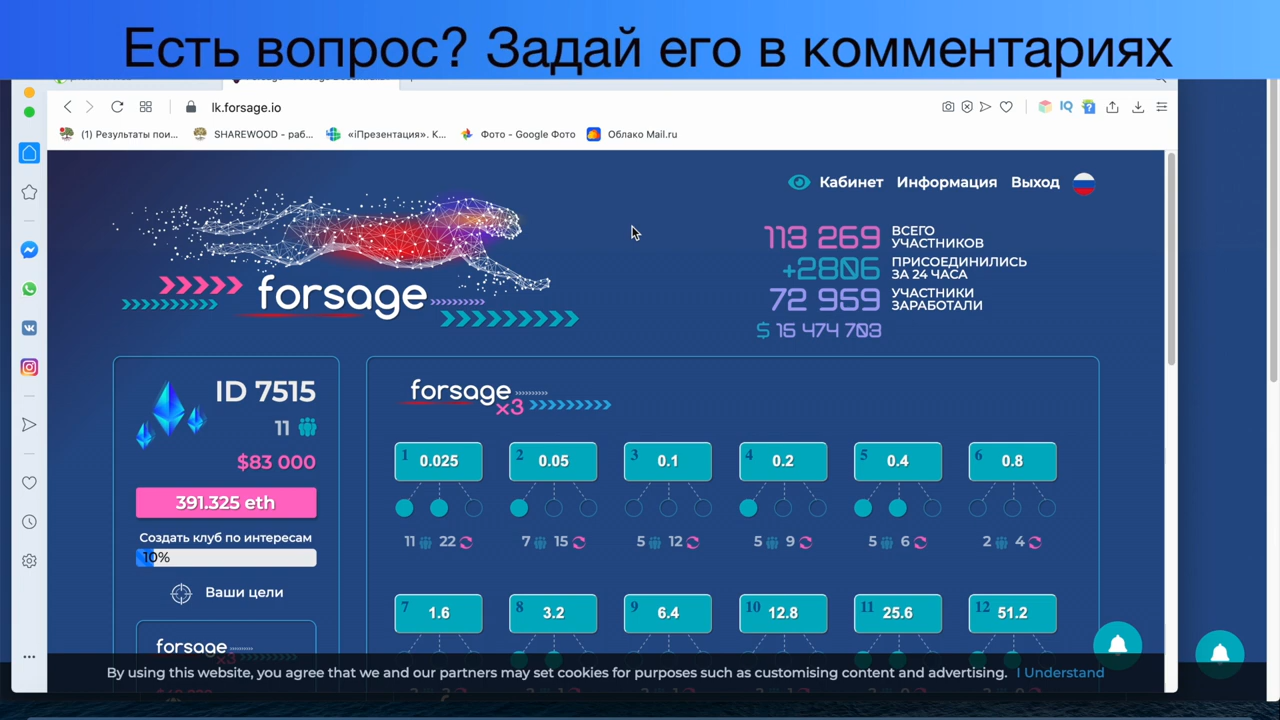 Есть вопрос? Задай его в комментариях
lk.forsage.io
IQ
(1) Результаты пои...
SHAREWOOD - раб...
«iПрезентация». К...
Фото - Google Фото
Облако Mail.ru
Кабинет
Информация
Выход
113 269 ВСЕГО УЧАСТНИКОВ
+2806 ПРИСОЕДИНИЛИСЬ ЗА 24 ЧАСА
72 959 УЧАСТНИКИ ЗАРАБОТАЛИ
$ 15 474 703
forsage
ID 7515
11
$83 000
391.325 eth
Создать клуб по интересам
10%
Ваши цели
forsage
x3
forsage
x3
1 0.025
2 0.05
3 0.1
4 0.2
5 0.4
6 0.8
11 22
7 15
5 12
5 9
5 6
2 4
7 1.6
8 3.2
9 6.4
10 12.8
11 25.6
12 51.2
By using this website, you agree that we and our partners may set cookies for purposes such as customising content and advertising. I Understand